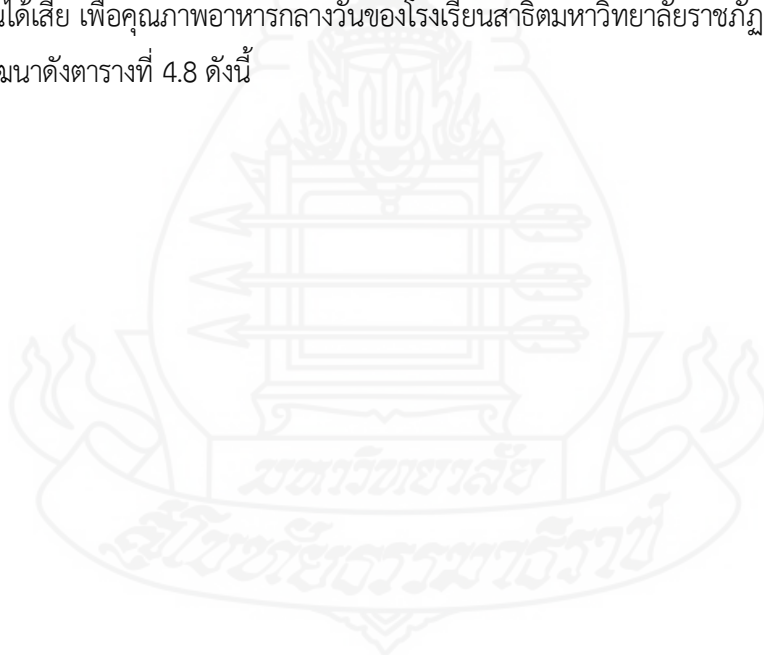 นได้เสีย เพื่อคุณภาพอาหารกลางวันของโรงเรียนสาธิตมหาวิทยาลัยราชภัฏ
ฒนาดังตารางที่ 4.8 ดังนี้
มหาวิทยาลัย
สุโขทัยธรรมาธิราช